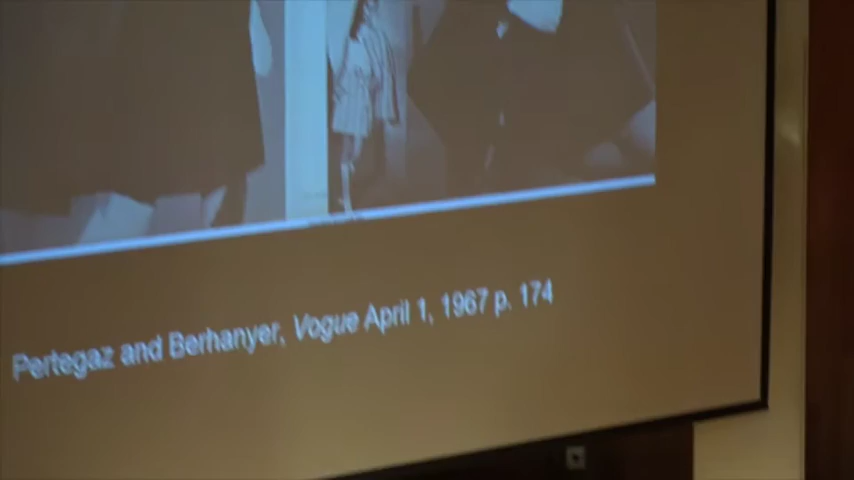 Pertegaz and Berhanyer, Vogue April 1, 1967 p. 174